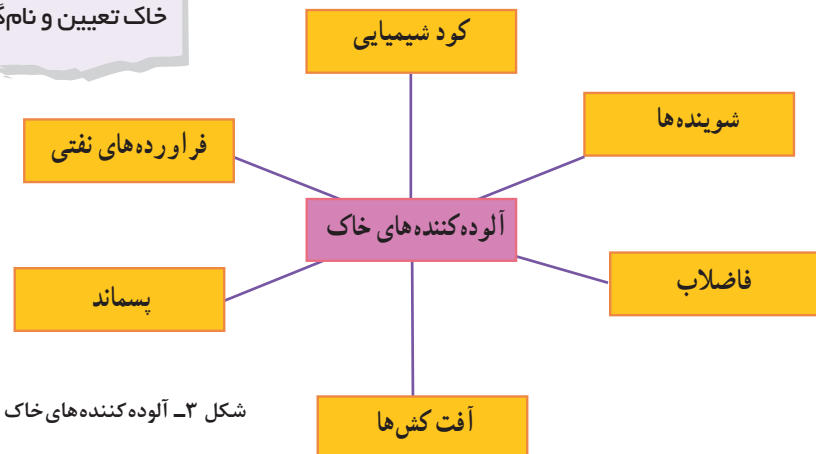 خاک تعیین و
کود شیمیایی
شوینده‌ها
فراورده‌های نفتی
آلوده‌کننده‌های خاک
فاضلاب
پسماند
آفت کش‌ها
شکل ۳ــ آلوده‌کننده‌های خاک